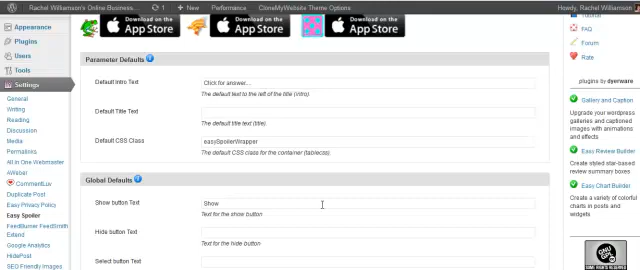 Rachel Williamson's Online Business... 1 + New Performance CloneMyWebsite Theme Options Howdy, Rachel Williamson
Appearance
Plugins
Users
Tools
Settings
General
Writing
Reading
Discussion
Media
Permalinks
All in One Webmaster
AWeber
CommentLuv
Duplicate Post
Easy Privacy Policy
Easy Spoiler
FeedBurner FeedSmith
Extend
Google Analytics
HidePost
SEO Friendly Images
Download on the
App Store
Download on the
App Store
Download on the
App Store
Parameter Defaults
Default Intro Text
Click for answer...
The default text to the left of the title (intro).
Default Title Text
The default title text (title).
Default CSS Class
easySpoilerWrapper
The default CSS class for the container (tablecss).
Global Defaults
Show button Text
Show
Text for the show button
Hide button Text
Text for the hide button
Select button Text
Tutorial
FAQ
Forum
Rate
plugins by dyerware
Gallery and Caption
Upgrade your wordpress
galleries and captioned
images with animations
and effects
Easy Review Builder
Create styled star-based
review summary boxes
Easy Chart Builder
Create a variety of colorful
charts in posts and
widgets
GNU
GPL